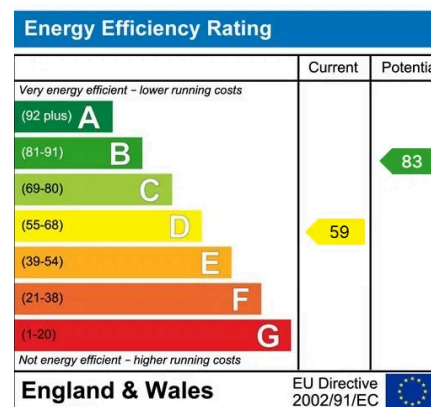 Energy Efficiency Rating
Current Potentia
Very energy efficient – lower running costs
(92 plus) A
(81-91) B
83
(69-80) C
(55-68) D
59
(39-54) E
(21-38) F
(1-20) G
Not energy efficient – higher running costs
England & Wales
EU Directive
2002/91/EC